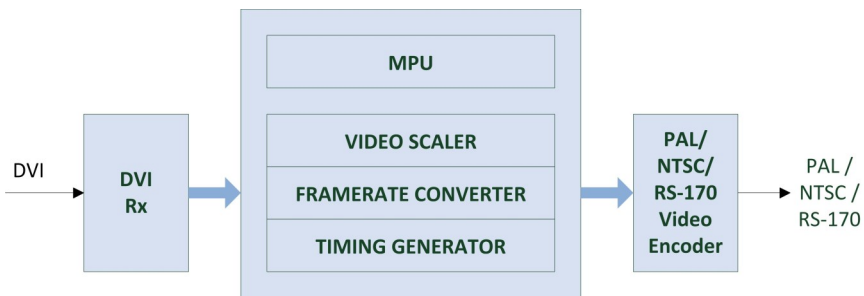 DVI
DVI
Rx
MPU
VIDEO SCALER
FRAMERATE CONVERTER
TIMING GENERATOR
PAL/
NTSC/
RS-170
Video
Encoder
PAL /
NTSC /
RS-170